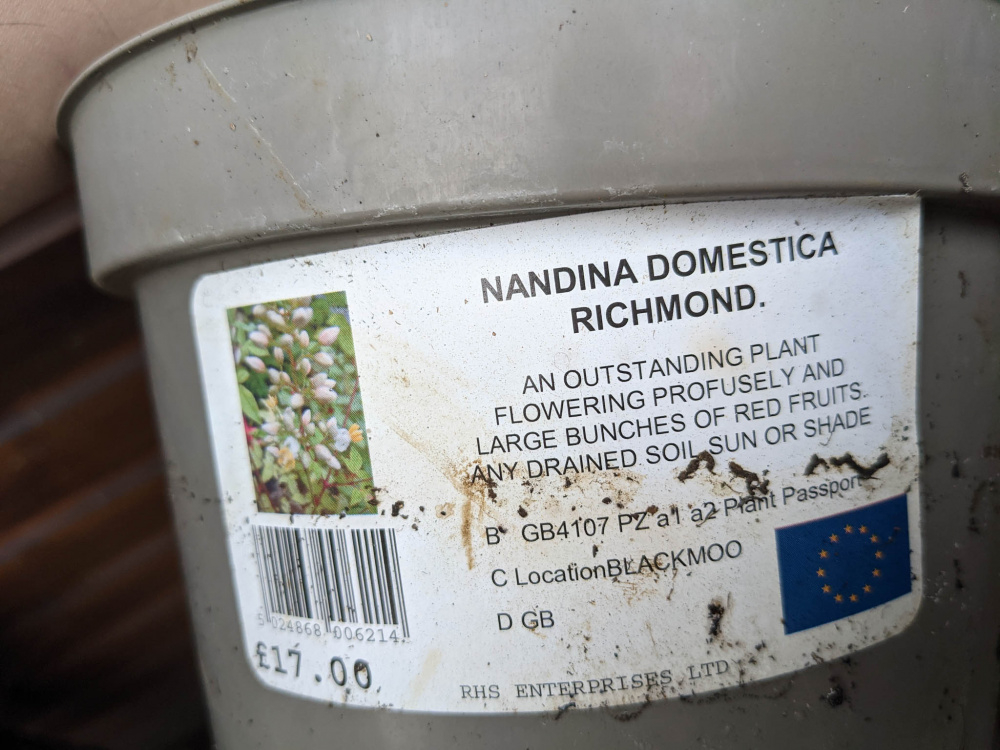 NANDINA DOMESTICA
RICHMOND.
AN OUTSTANDING PLANT
FLOWERING PROFUSELY AND
LARGE BUNCHES OF RED FRUITS.
ANY DRAINED SOIL SUN OR SHADE
B GB4107 PZ a1 a2 Plant Passport
C LocationBLACKMOO
D GB
5 024868 006214
£17.00
RHS ENTERPRISES LTD